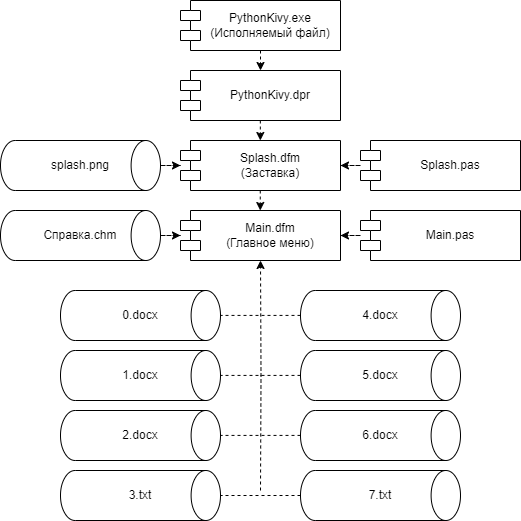 PythonKivy.exe
(Исполняемый файл)
PythonKivy.dpr
splash.png
Splash.dfm
(Заставка)
Splash.pas
Справка.chm
Main.dfm
(Главное меню)
Main.pas
0.docx
4.docx
1.docx
5.docx
2.docx
6.docx
3.txt
7.txt